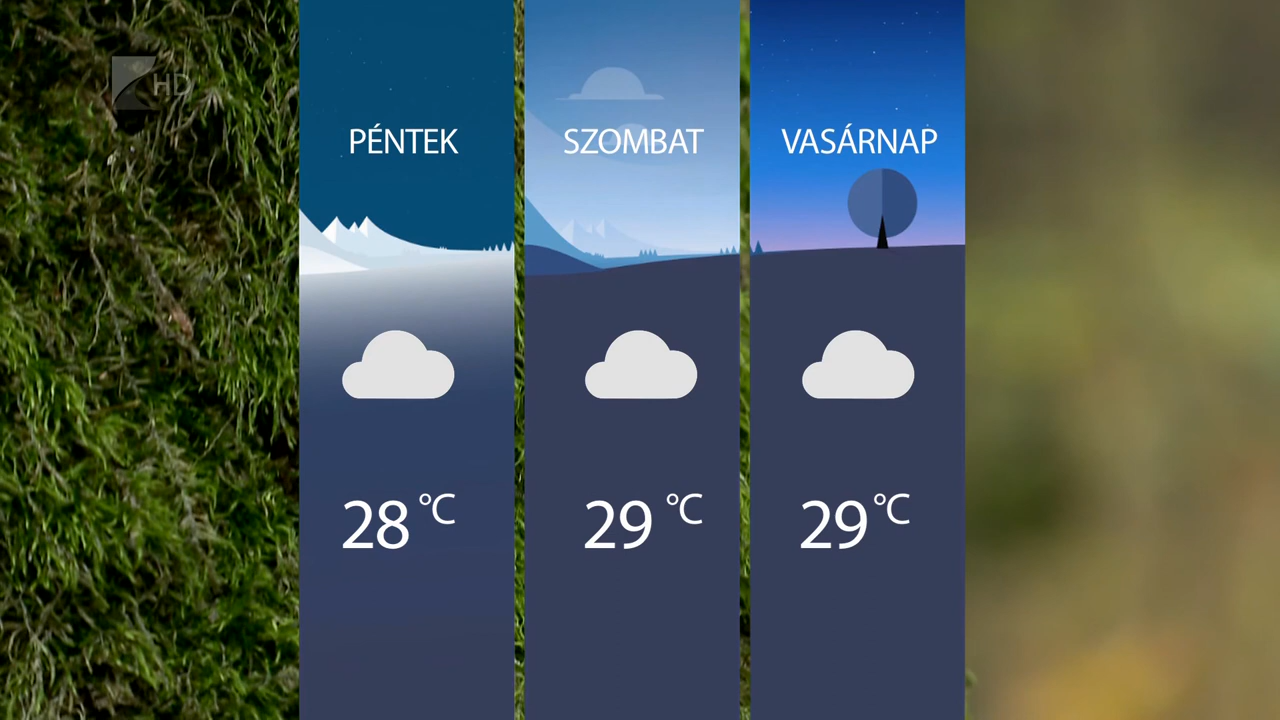 HD
PÉNTEK
SZOMBAT
VASÁRNAP
28 °C
29 °C
29 °C